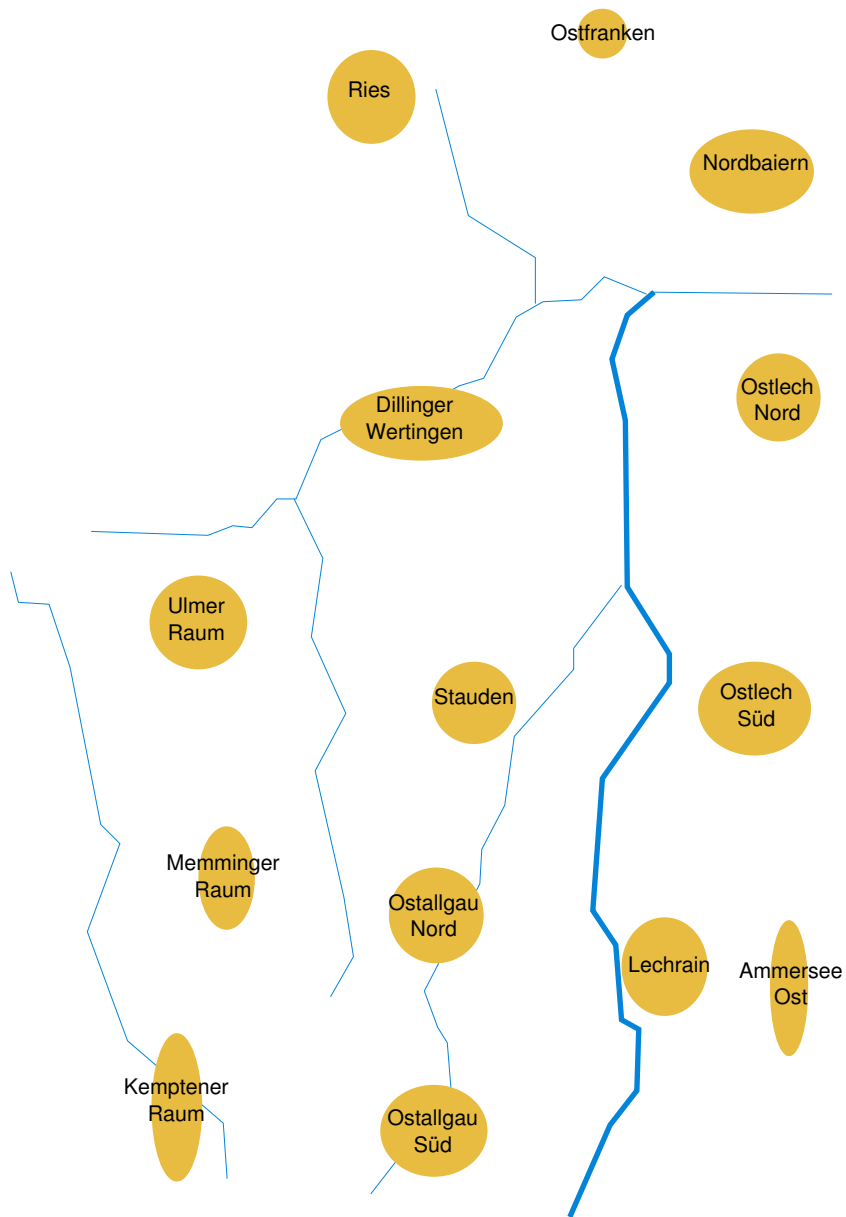 Ostfranken
Ries
Nordbaiern
Ostlech
Nord
Dillinger
Wertingen
Ulmer
Raum
Stauden
Ostlech
Süd
Memminger
Raum
Ostallgau
Nord
Lechrain
Ammersee
Ost
Kemptener
Raum
Ostallgau
Süd